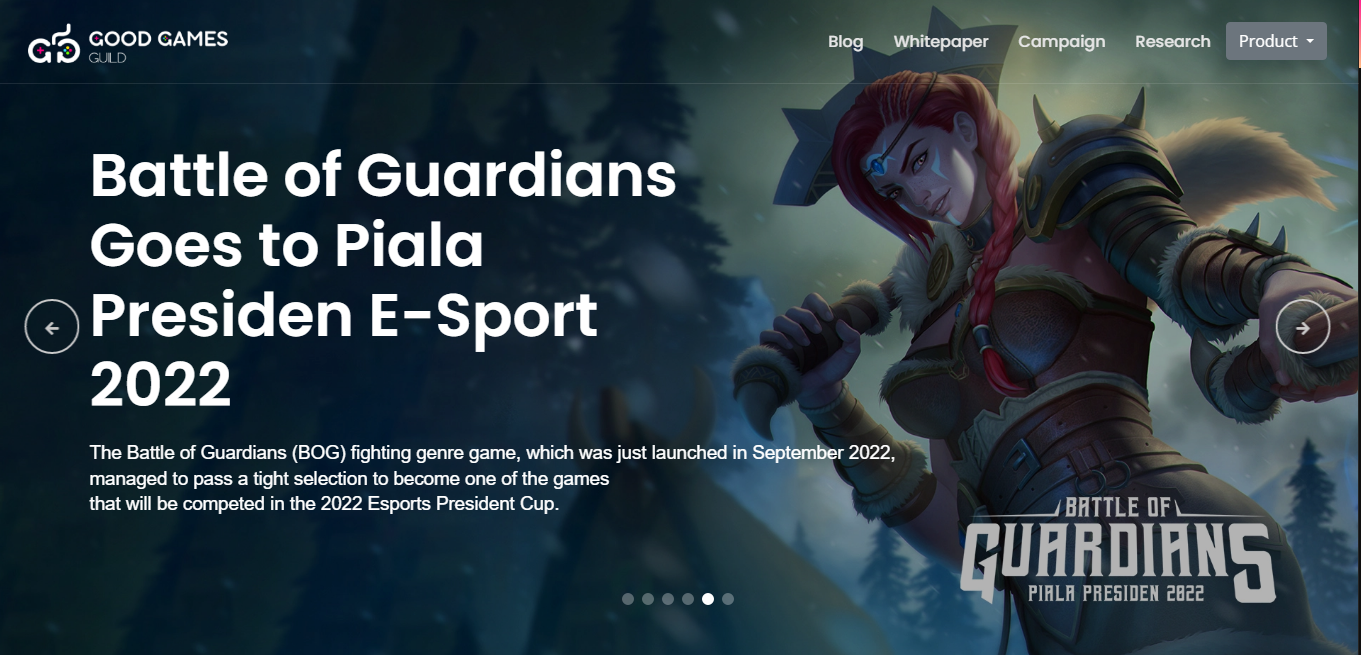 GOOD GAMES
GUILD
Blog Whitepaper Campaign Research Product
Battle of Guardians
Goes to Piala
Presiden E-Sport
2022
The Battle of Guardians (BOG) fighting genre game, which was just launched in September 2022,
managed to pass a tight selection to become one of the games
that will be competed in the 2022 Esports President Cup.
BATTLE OF
GUARDIANS
PIALA PRESIDEN 2022